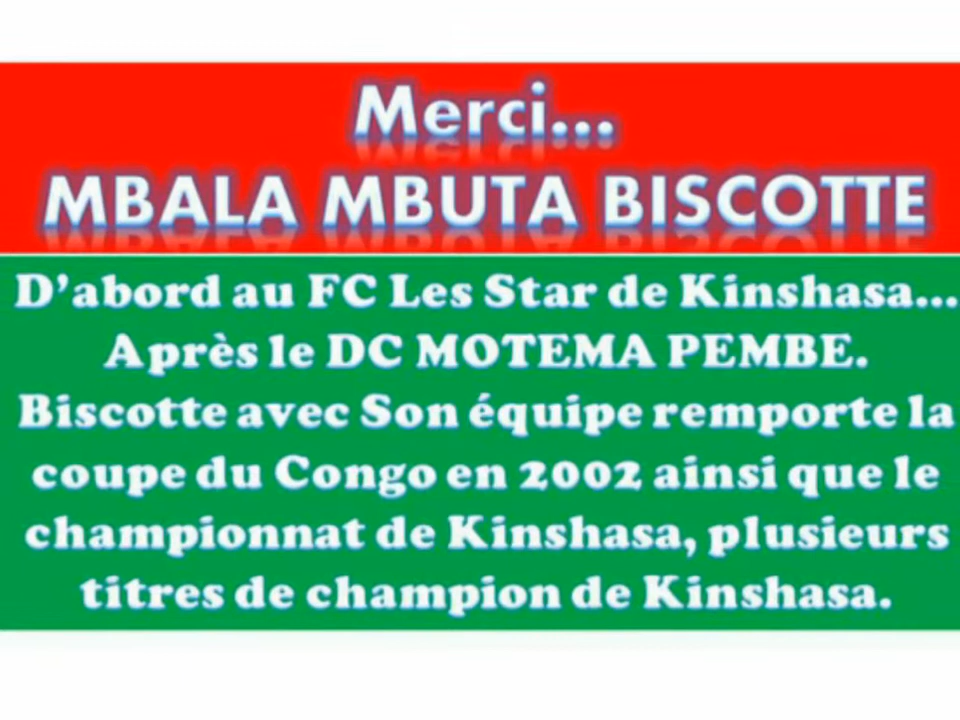 Merci...
MBALA MBUTA BISCOTTE
D'abord au FC Les Star de Kinshasa...
Après le DC MOTEMA PEMBE.
Biscotte avec Son équipe remporte la
coupe du Congo en 2002 ainsi que le
championnat de Kinshasa, plusieurs
titres de champion de Kinshasa.